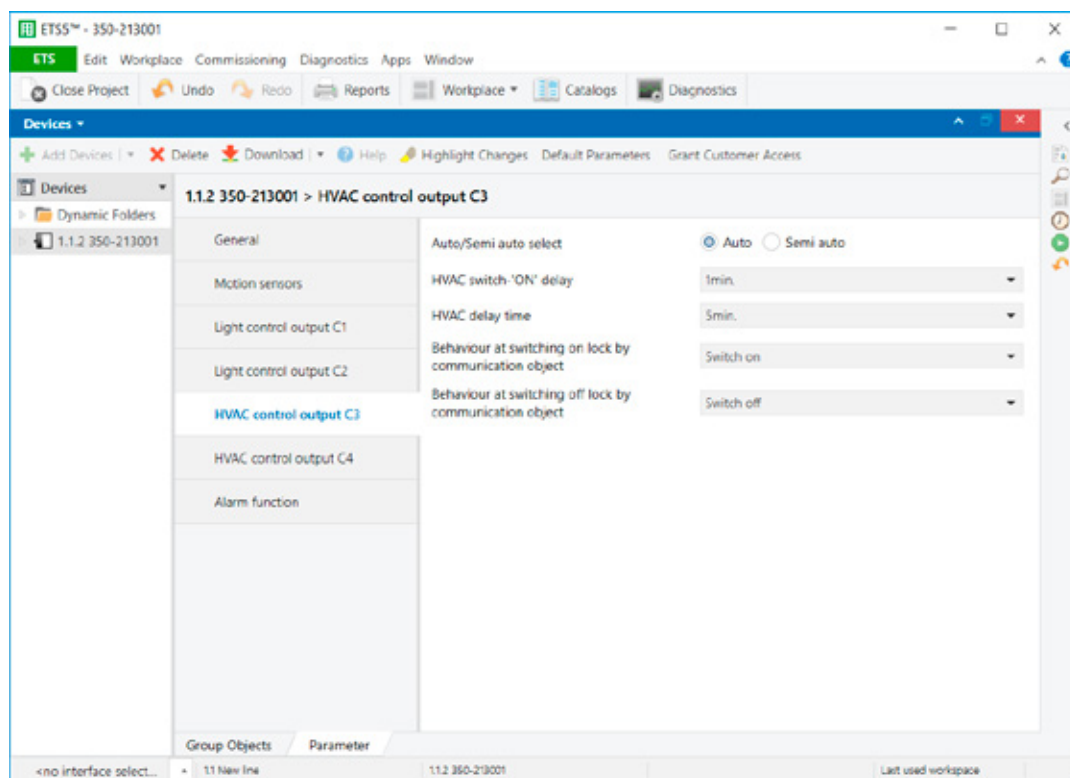 ETS5™ - 350-213001
ETS Edit Workplace Commissioning Diagnostics Apps Window
Close Project Undo Redo Reports Workplace Catalogs Diagnostics
Devices
Add Devices Delete Download Help Highlight Changes Default Parameters Grant Customer Access
Devices
Dynamic Folders
1.1.2 350-213001
1.1.2 350-213001 > HVAC control output C3
General
Motion sensors
Light control output C1
Light control output C2
HVAC control output C3
HVAC control output C4
Alarm function
Auto/Semi auto select Auto Semi auto
HVAC switch-'ON' delay 1min.
HVAC delay time 5min.
Behaviour at switching on lock by
communication object Switch on
Behaviour at switching off lock by
communication object Switch off
Group Objects Parameter
<no interface select... 1.1 New line 1.1.2 350-213001 Last used workspace